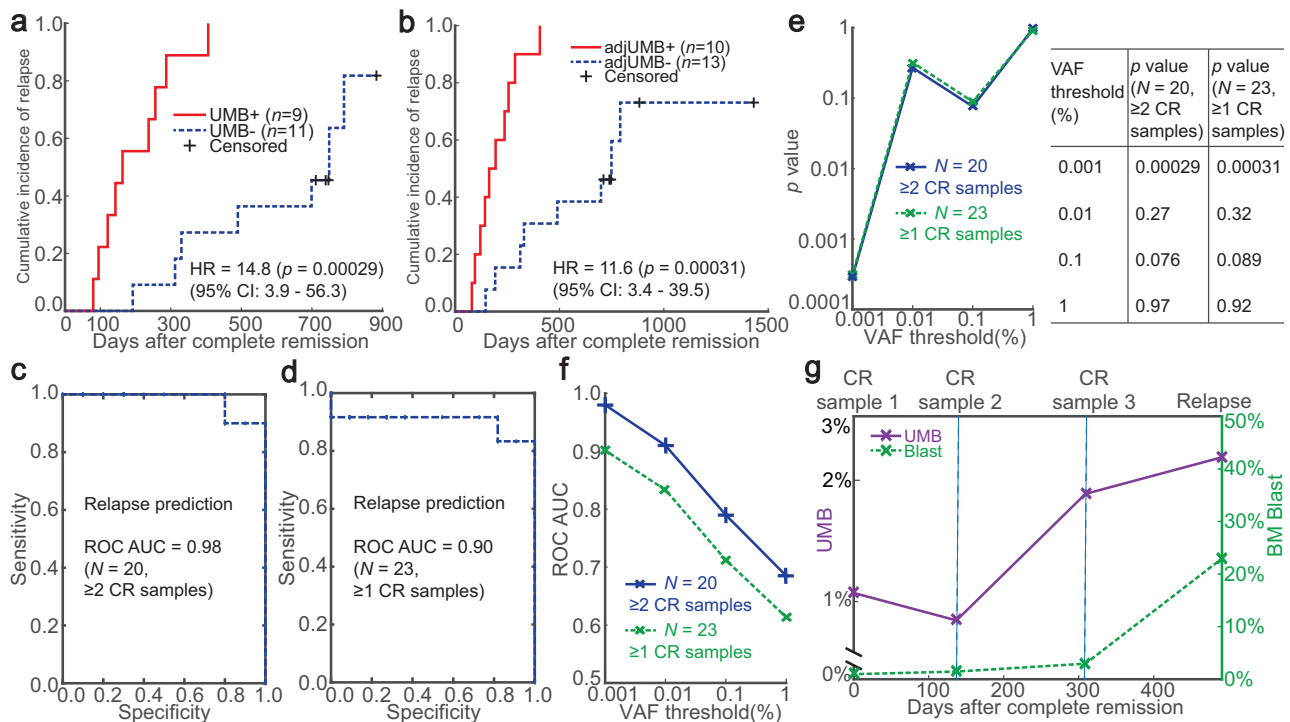 a
Cumulative incidence of relapse
1.0
0.8
0.6
0.4
0.2
0.0
UMB+ (n=9)
UMB- (n=11)
Censored
HR = 14.8 (p = 0.00029)
(95% CI: 3.9 - 56.3)
0 100 300 500 700 900
Days after complete remission
b
Cumulative incidence of relapse
1.0
0.8
0.6
0.4
0.2
0.0
adjUMB+ (n=10)
adjUMB- (n=13)
Censored
HR = 11.6 (p = 0.00031)
(95% CI: 3.4 - 39.5)
0 500 1000 1500
Days after complete remission
e
p value
1
0.1
0.01
0.001
0.0001
N = 20
≥2 CR samples
N = 23
≥1 CR samples
0.001 0.01 0.1 1
VAF threshold(%)
VAF
threshold
(%)
p value
(N = 20,
≥2 CR
samples)
p value
(N = 23,
≥1 CR
samples)
0.001 0.00029 0.00031
0.01 0.27 0.32
0.1 0.076 0.089
1 0.97 0.92
c
Sensitivity
1.0
0.8
0.6
0.4
0.2
0.0
Relapse prediction
ROC AUC = 0.98
(N = 20,
≥2 CR samples)
0.0 0.2 0.4 0.6 0.8 1.0
Specificity
d
Sensitivity
1.0
0.8
0.6
0.4
0.2
0.0
Relapse prediction
ROC AUC = 0.90
(N = 23,
≥1 CR samples)
0.0 0.2 0.4 0.6 0.8 1.0
Specificity
f
ROC AUC
1.0
0.9
0.8
0.7
0.6
0.5
N = 20
≥2 CR samples
N = 23
≥1 CR samples
0.001 0.01 0.1 1
VAF threshold(%)
g
CR
sample 1
CR
sample 2
CR
sample 3
Relapse
UMB
3%
2%
1%
0%
UMB
Blast
50%
40%
30%
20%
10%
0%
BM Blast
0 100 200 300 400
Days after complete remission